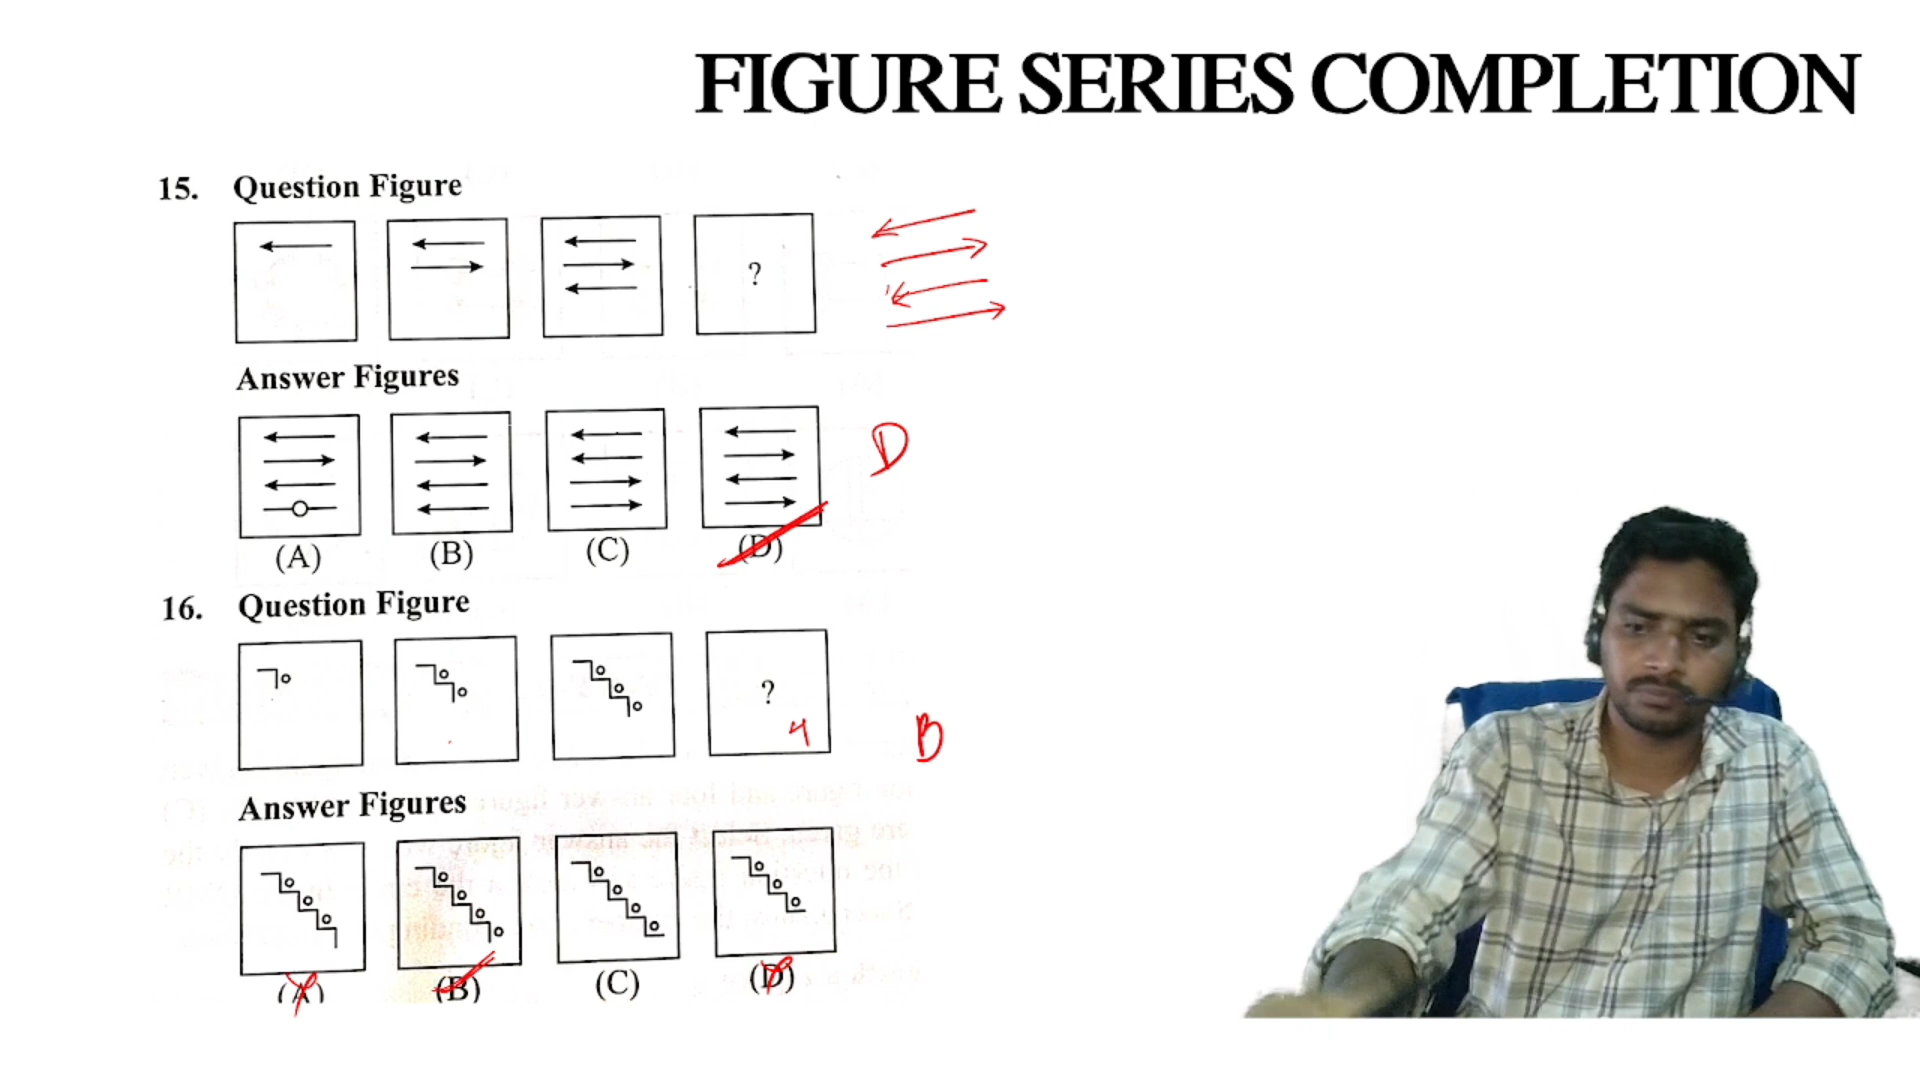 FIGURE SERIES COMPLETION
15. Question Figure
?
Answer Figures
D
(A) (B) (C) (D)
16. Question Figure
?
4
B
Answer Figures
(A) (B) (C) (D)